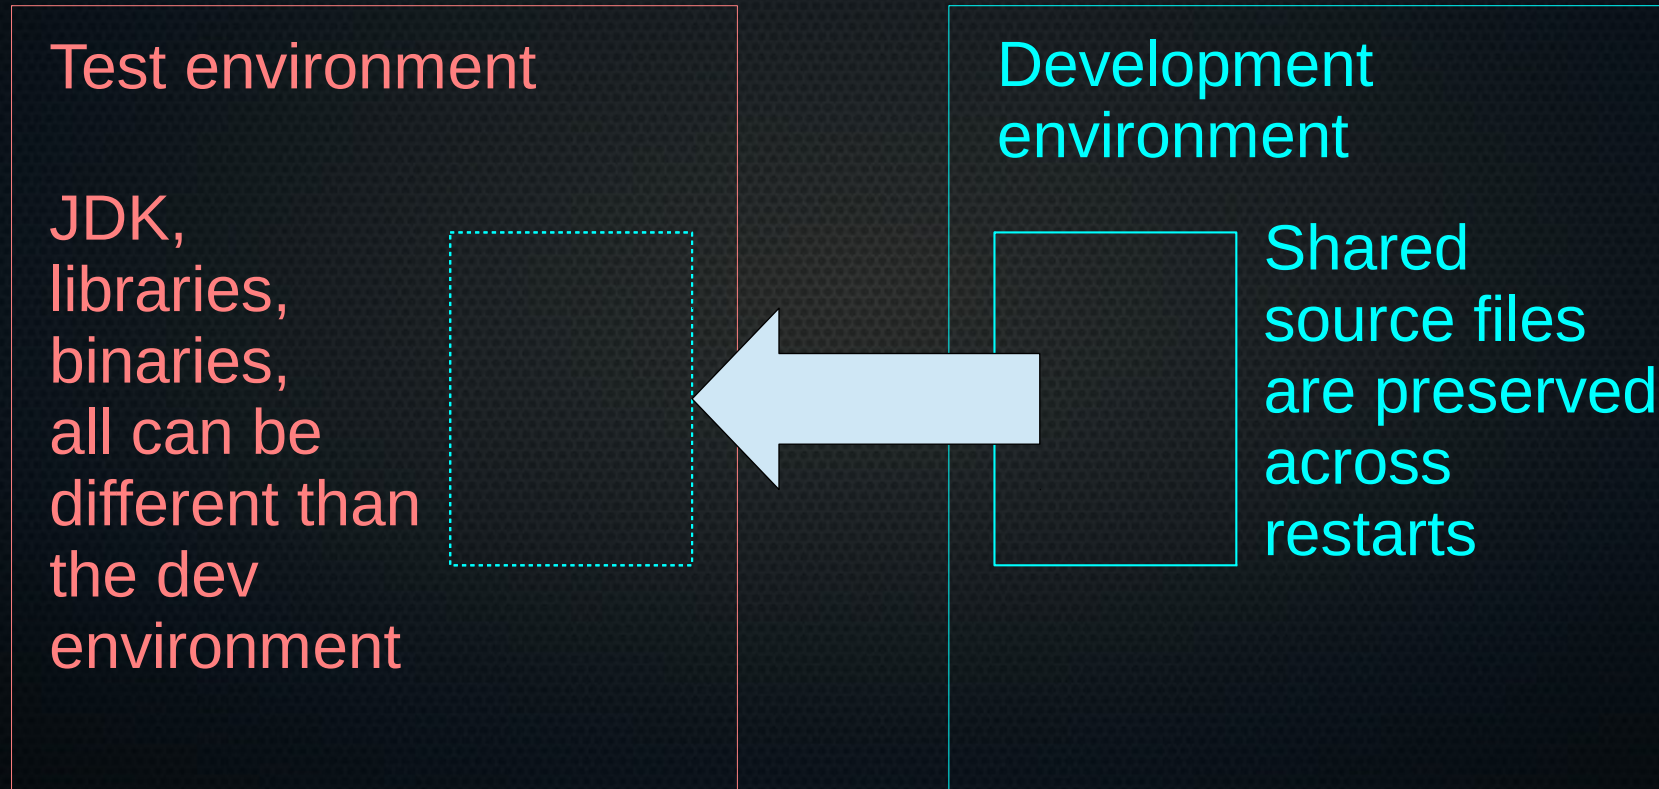 Test environment
JDK,
libraries,
binaries,
all can be
different than
the dev
environment
Development
environment
Shared
source files
are preserved
across
restarts